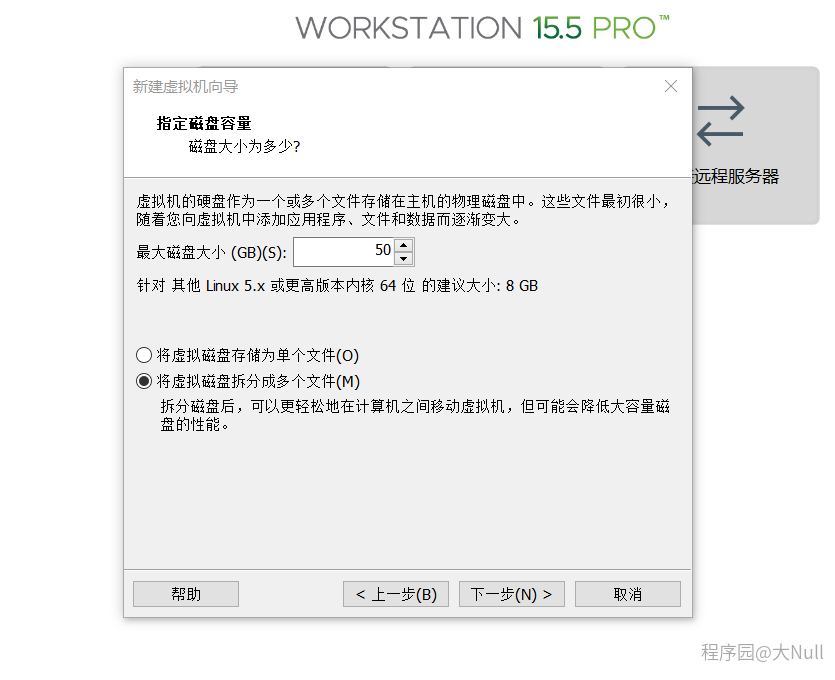 WORKSTATION 15.5 PRO™
新建虚拟机向导
指定磁盘容量
磁盘大小为多少?
远程服务器
虚拟机的硬盘作为一个或多个文件存储在主机的物理磁盘中。这些文件最初很小，
随着您向虚拟机中添加应用程序、文件和数据而逐渐变大。
最大磁盘大小 (GB)(S): 50
针对 其他 Linux 5.x 或更高版本内核 64 位 的建议大小: 8 GB
将虚拟磁盘存储为单个文件(O)
将虚拟磁盘拆分成多个文件(M)
拆分磁盘后，可以更轻松地在计算机之间移动虚拟机，但可能会降低大容量磁
盘的性能。
帮助 < 上一步(B) 下一步(N) > 取消
程序园@大Null